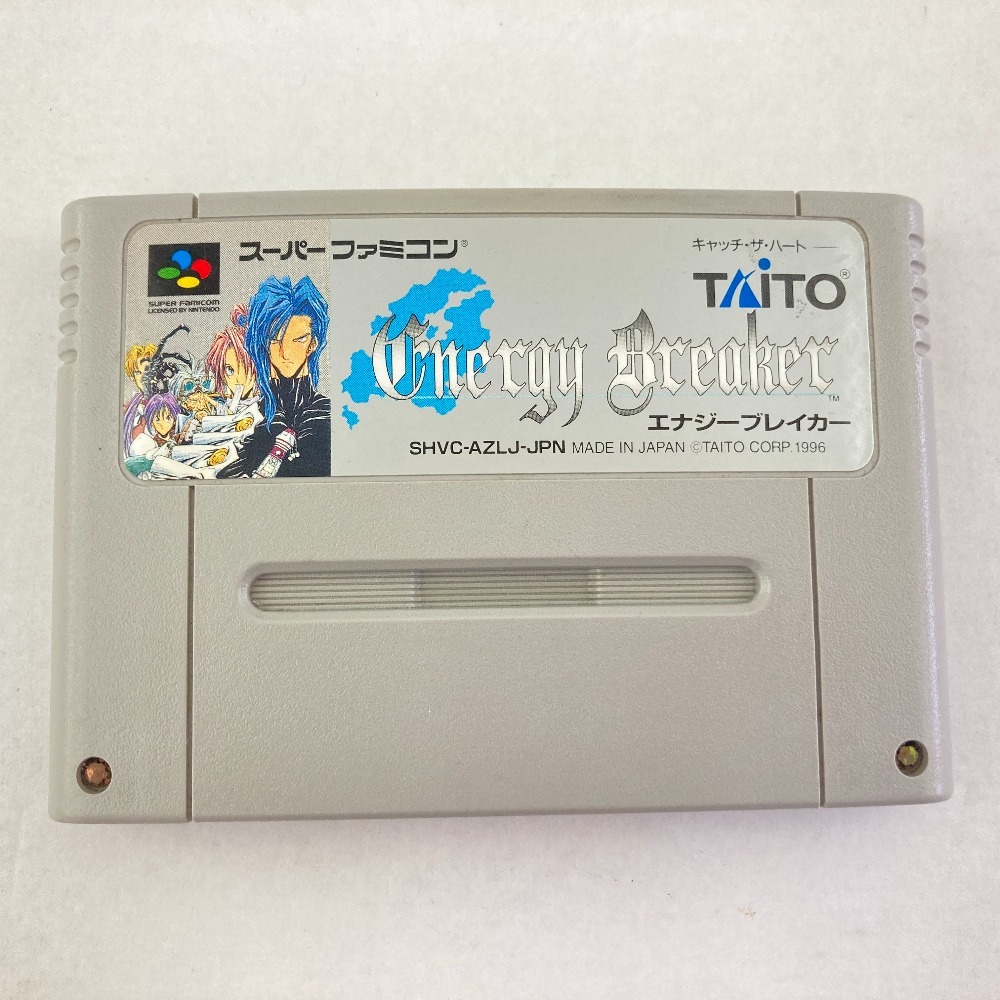 スーパーファミコン®
SUPER FAMICOM
LICENSED BY NINTENDO
キャッチ・ザ・ハート
TAiTO®
Energy Breaker™
エナジーブレイカー
SHVC-AZLJ-JPN MADE IN JAPAN ©TAITO CORP. 1996